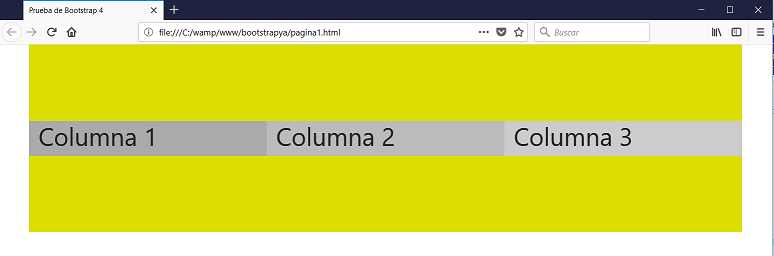 Prueba de Bootstrap 4
file:///C:/wamp/www/bootstrapya/pagina1.html
Buscar
Columna 1
Columna 2
Columna 3